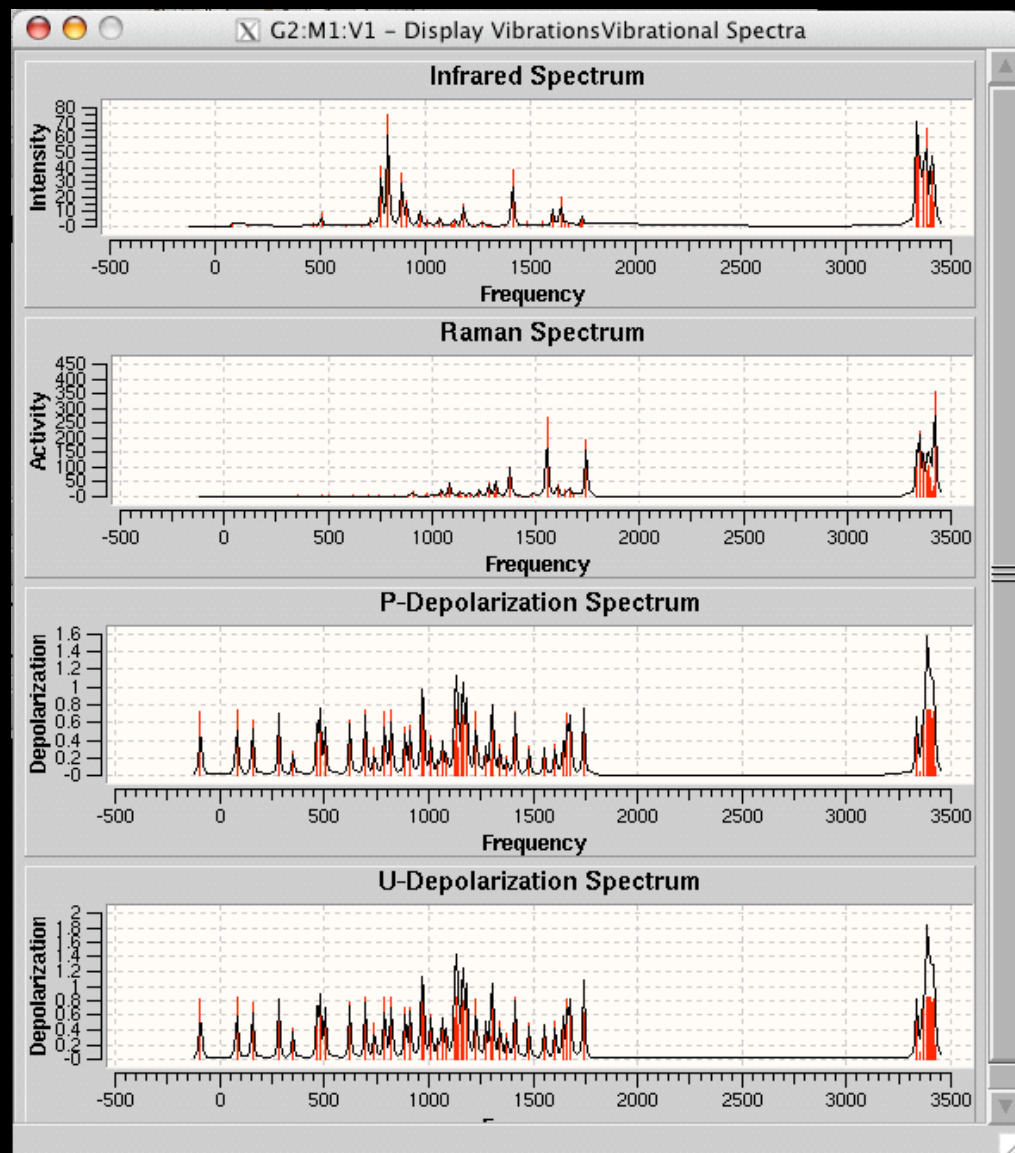 G2:M1:V1 - Display VibrationsVibrational Spectra
Infrared Spectrum
Intensity
80
70
60
50
40
30
20
10
-0
-500 0 500 1000 1500 2000 2500 3000 3500
Frequency
Raman Spectrum
Activity
450
400
350
300
250
200
150
100
50
-0
-500 0 500 1000 1500 2000 2500 3000 3500
Frequency
P-Depolarization Spectrum
Depolarization
1.6
1.4
1.2
1
0.8
0.6
0.4
0.2
-0
-500 0 500 1000 1500 2000 2500 3000 3500
Frequency
U-Depolarization Spectrum
Depolarization
2
1.8
1.6
1.4
1.2
1
0.8
0.6
0.4
0.2
-0
-500 0 500 1000 1500 2000 2500 3000 3500